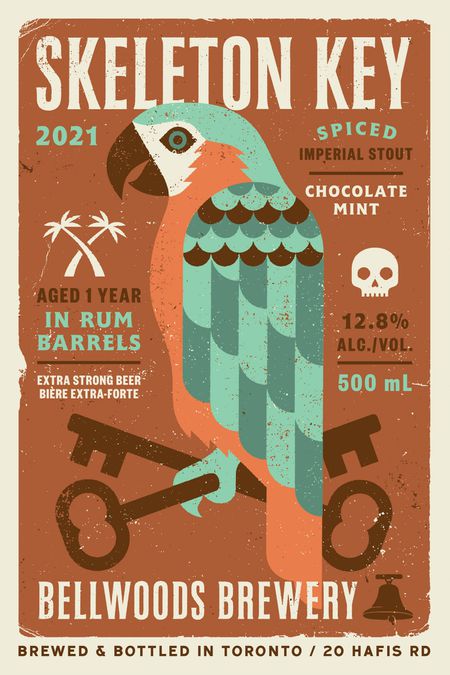 SKELETON KEY
2021
SPICED
IMPERIAL STOUT
CHOCOLATE
MINT
AGED 1 YEAR
IN RUM
BARRELS
EXTRA STRONG BEER
BIÈRE EXTRA-FORTE
12.8%
ALC./VOL.
500 mL
BELLWOODS BREWERY
BREWED & BOTTLED IN TORONTO / 20 HAFIS RD